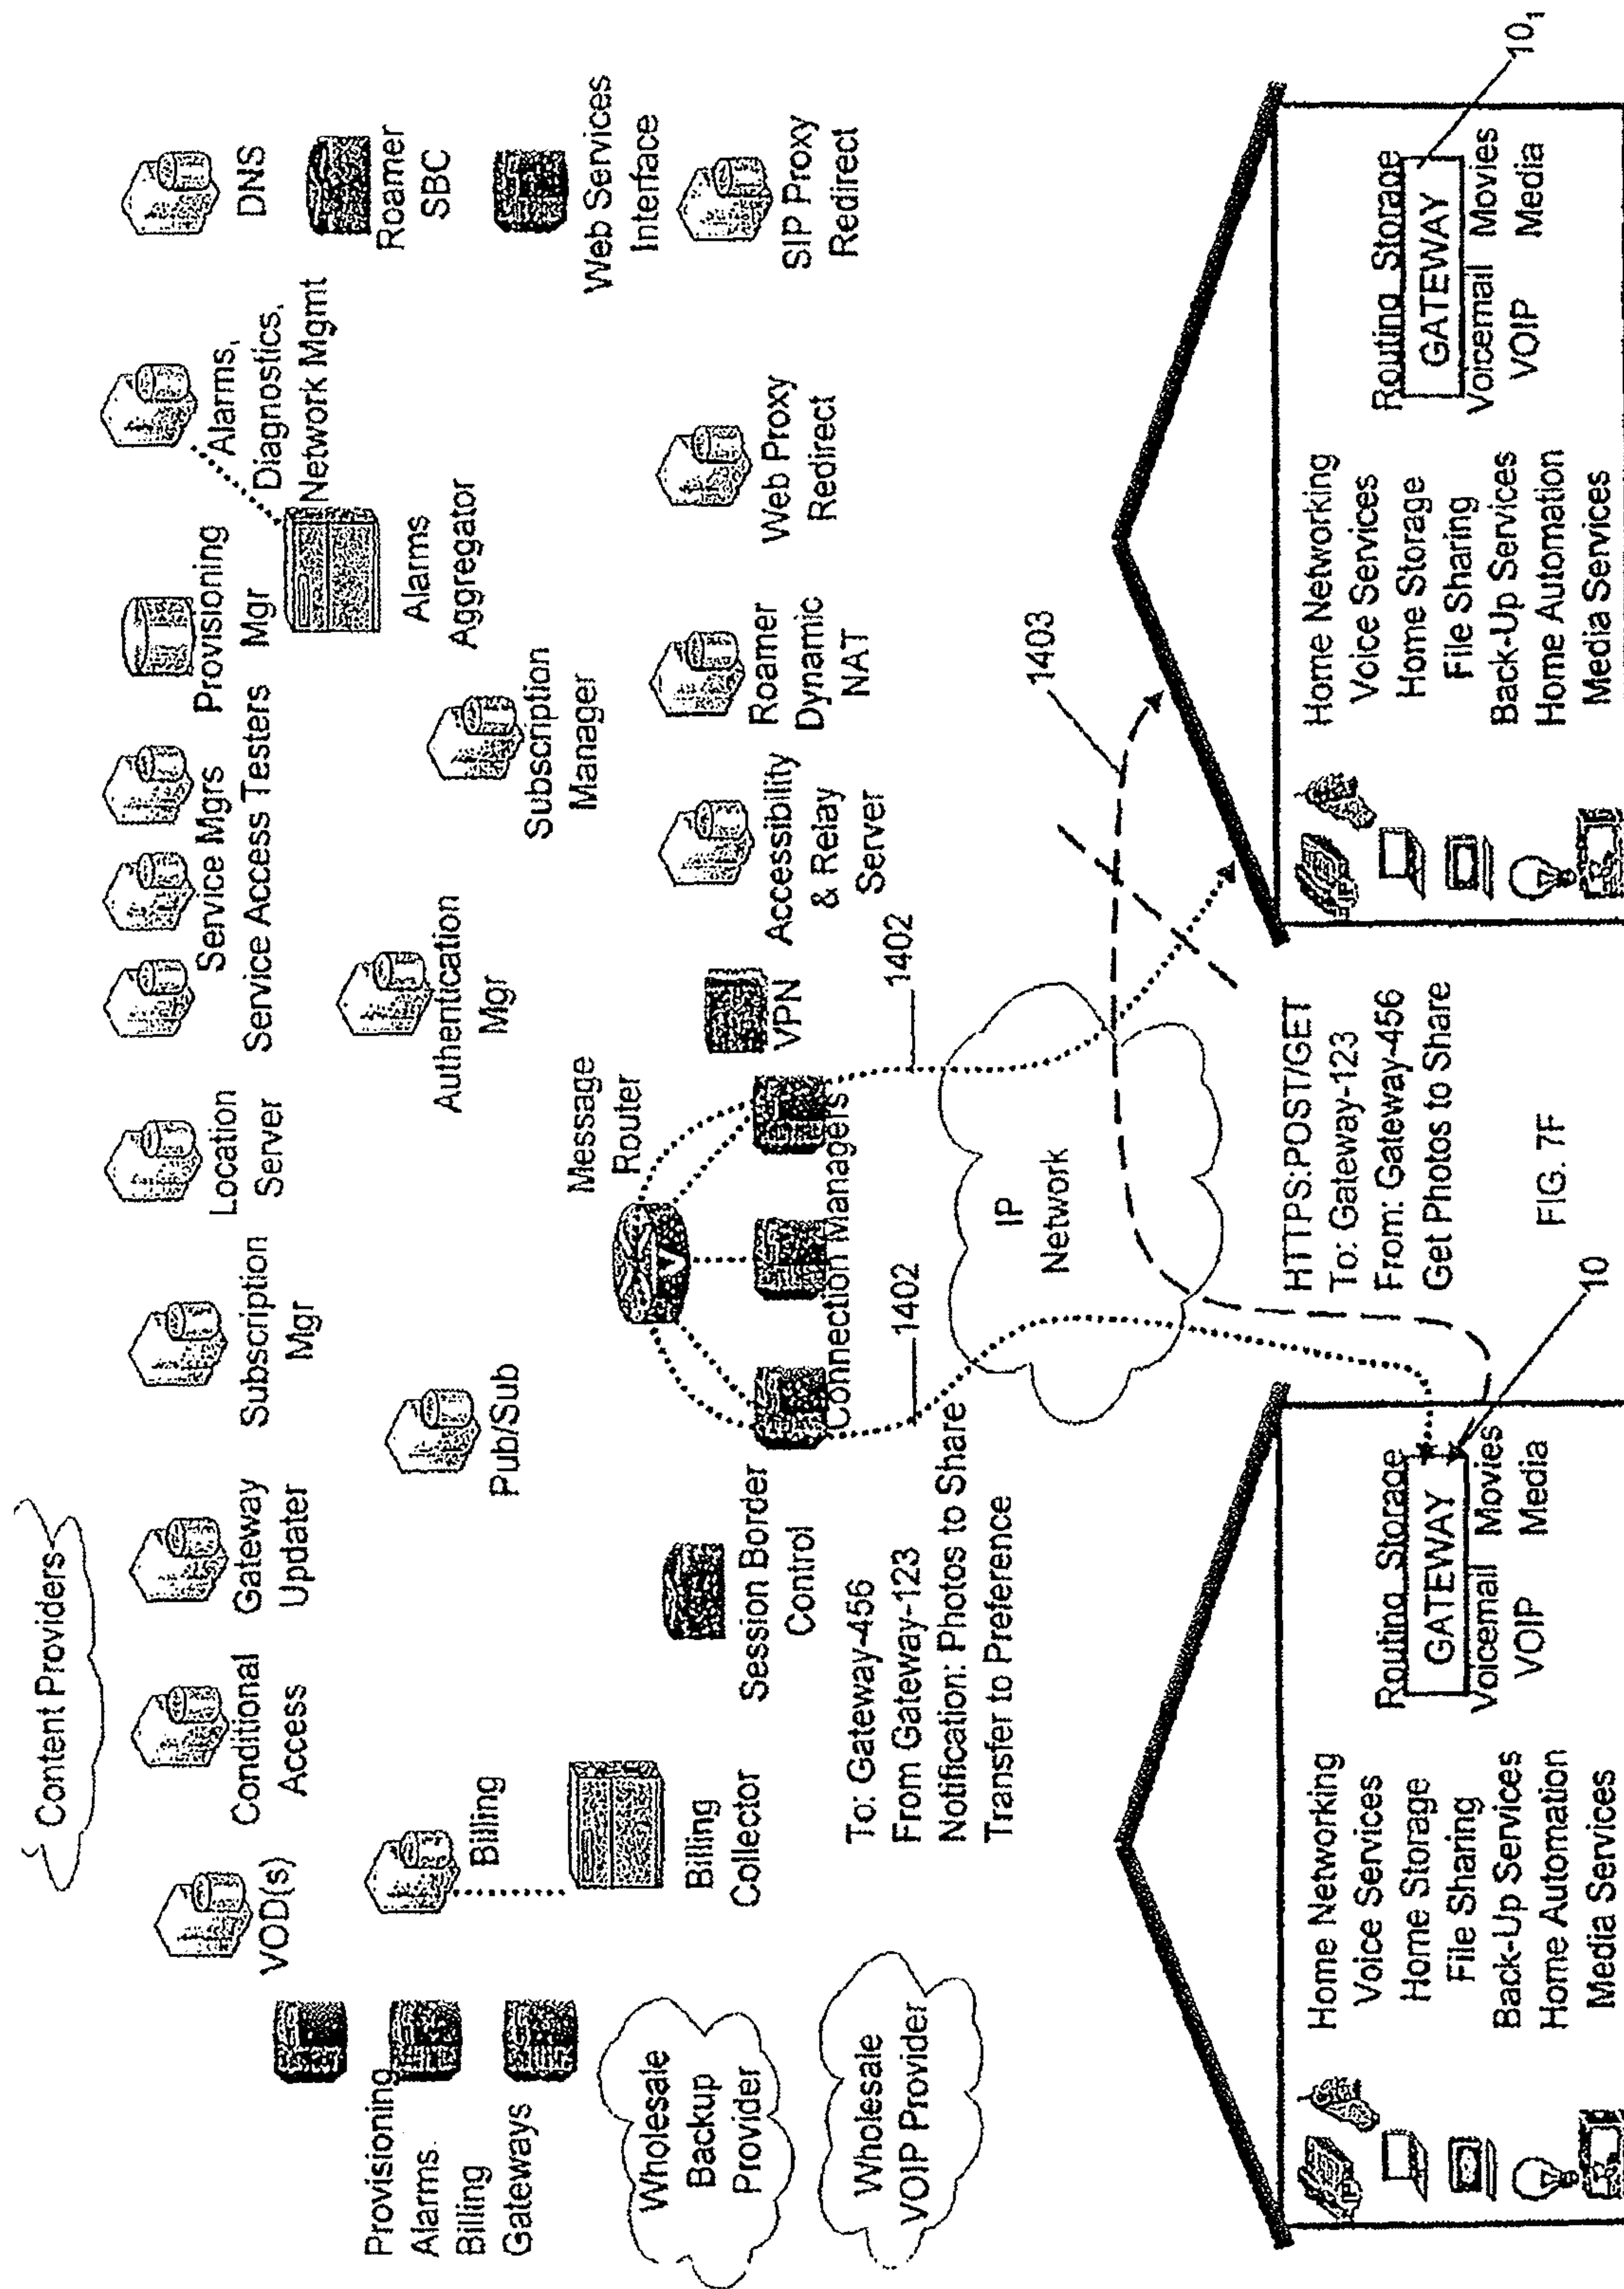 Content Providers
VOD(s)
Conditional
Access
Gateway
Updater
Subscription
Mgr
Location
Server
Service Mgrs
Service Access Testers
Provisioning
Mgr
Alarms,
Diagnostics,
Network Mgmt
DNS
Provisioning
Alarms
Billing
Gateways
Billing
Pub/Sub
Authentication
Mgr
Subscription
Manager
Alarms
Aggregator
Roamer
SBC
Billing
Collector
Message
Router
Web Services
Interface
Wholesale
Backup
Provider
Session Border
Control
Connection Managers
VPN
Accessibility
& Relay
Server
Roamer
Dynamic
NAT
Web Proxy
Redirect
SIP Proxy
Redirect
Wholesale
VOIP Provider
To: Gateway-456
From Gateway-123
Notification: Photos to Share
Transfer to Preference
1402
1402
1403
IP
Network
Home Networking
Voice Services
Home Storage
File Sharing
Back-Up Services
Home Automation
Media Services
Routing Storage
GATEWAY
Voicemail Movies
VOIP Media
10
HTTPS:POST/GET
To: Gateway-123
From: Gateway-456
Get Photos to Share
Home Networking
Voice Services
Home Storage
File Sharing
Back-Up Services
Home Automation
Media Services
Routing Storage
GATEWAY
Voicemail Movies
VOIP Media
10₁
FIG. 7F